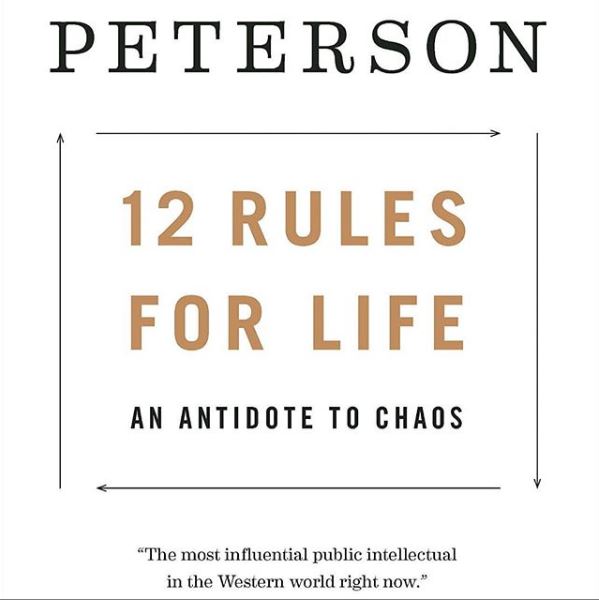 PETERSON
12 RULES
FOR LIFE
AN ANTIDOTE TO CHAOS
“The most influential public intellectual
in the Western world right now.”